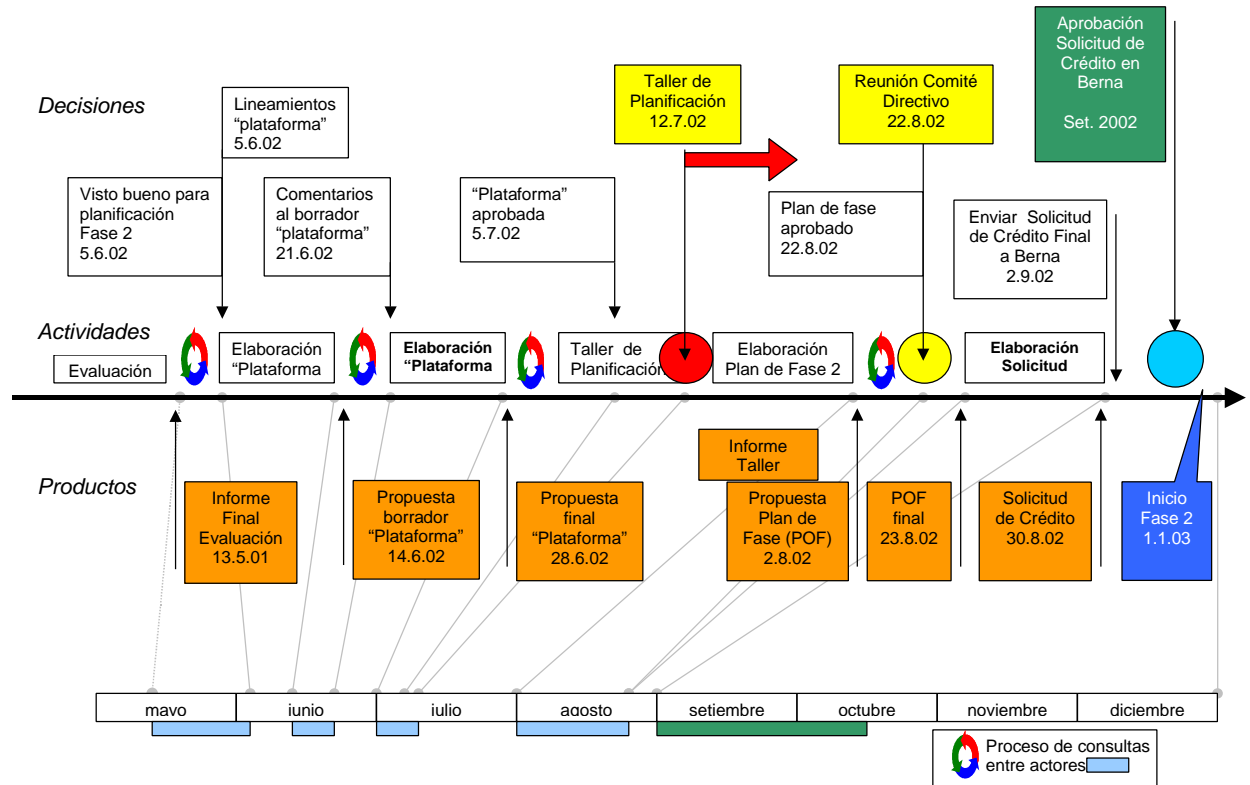 Aprobación
Solicitud de
Crédito en
Berna
Set. 2002
Taller de
Planificación
12.7.02
Reunión Comité
Directivo
22.8.02
Decisiones
Lineamientos
“plataforma”
5.6.02
Visto bueno para
planificación
Fase 2
5.6.02
Comentarios
al borrador
“plataforma”
21.6.02
“Plataforma”
aprobada
5.7.02
Plan de fase
aprobado
22.8.02
Enviar Solicitud
de Crédito Final
a Berna
2.9.02
Actividades
Evaluación
Elaboración
“Plataforma
Elaboración
“Plataforma
Taller de
Planificación
Elaboración
Plan de Fase 2
Elaboración
Solicitud
Productos
Informe
Final
Evaluación
13.5.01
Propuesta
borrador
“Plataforma”
14.6.02
Propuesta
final
“Plataforma”
28.6.02
Informe
Taller
Propuesta
Plan de
Fase (POF)
2.8.02
POF
final
23.8.02
Solicitud
de Crédito
30.8.02
Inicio
Fase 2
1.1.03
mayo junio julio agosto setiembre octubre noviembre diciembre
Proceso de consultas
entre actores